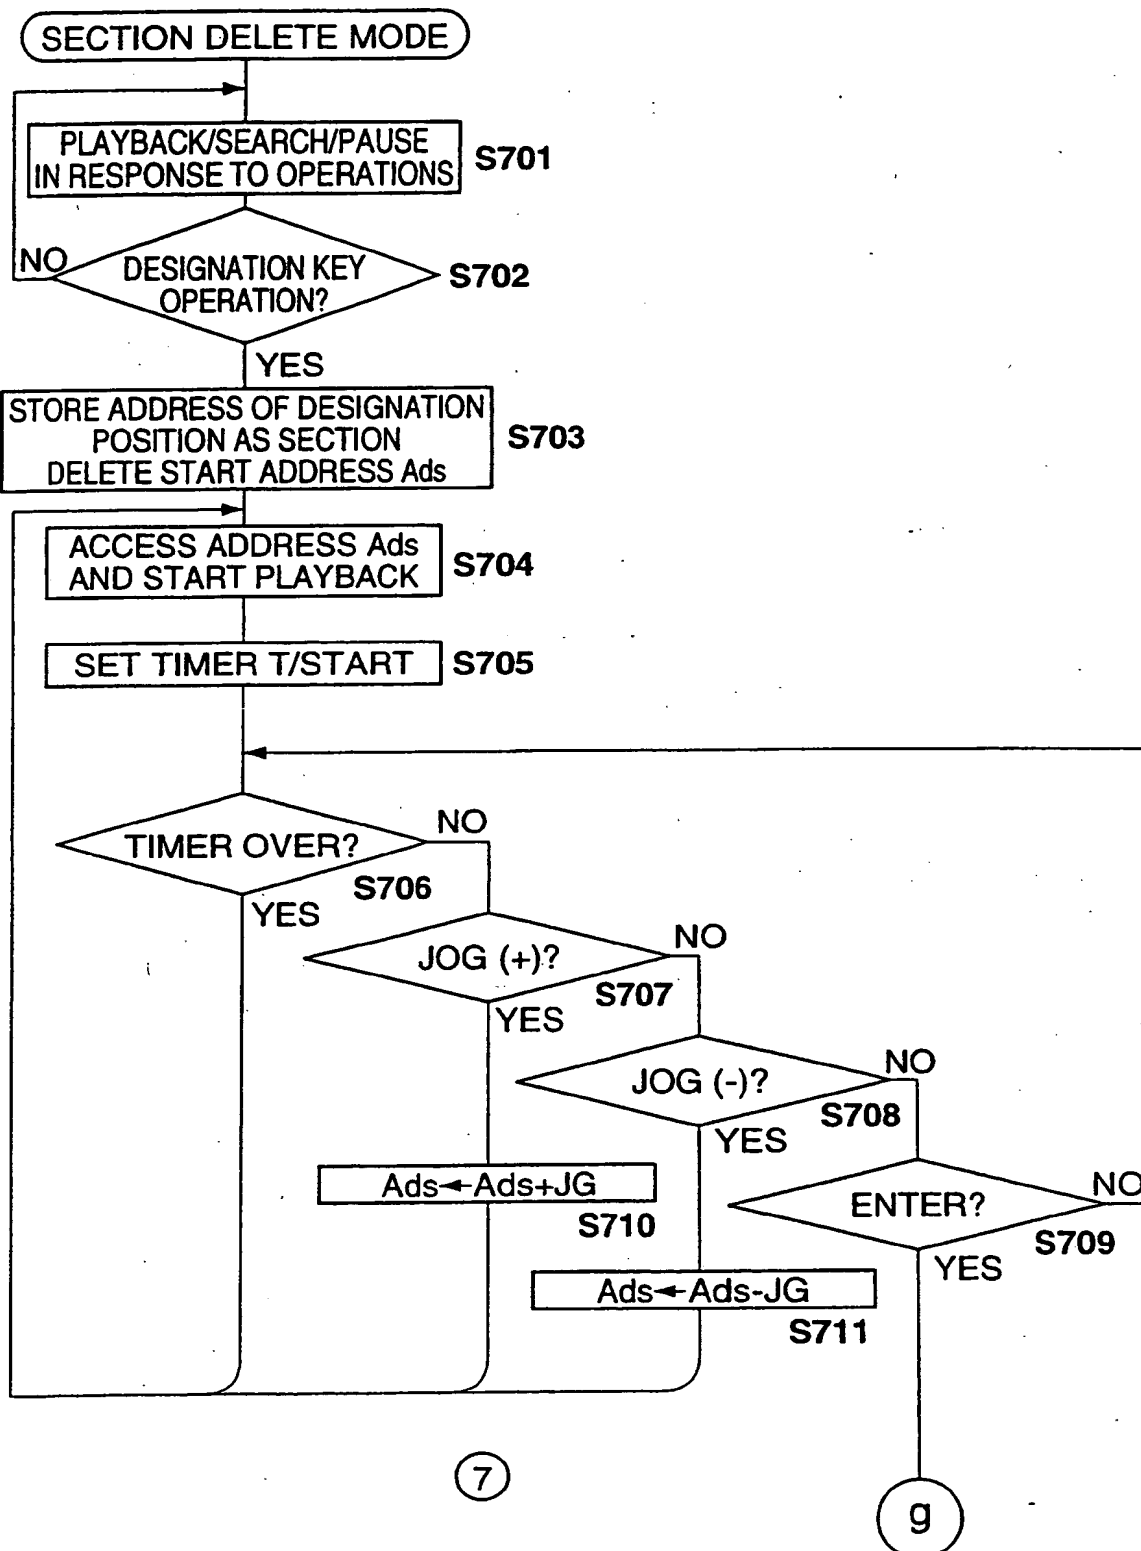 SECTION DELETE MODE
PLAYBACK/SEARCH/PAUSE
IN RESPONSE TO OPERATIONS
S701
NO
DESIGNATION KEY
OPERATION?
S702
YES
STORE ADDRESS OF DESIGNATION
POSITION AS SECTION
DELETE START ADDRESS Ads
S703
ACCESS ADDRESS Ads
AND START PLAYBACK
S704
SET TIMER T/START
S705
TIMER OVER?
NO
S706
YES
JOG (+)?
NO
S707
YES
JOG (-)?
NO
S708
YES
Ads←Ads+JG
S710
ENTER?
NO
S709
YES
Ads←Ads-JG
S711
7
g